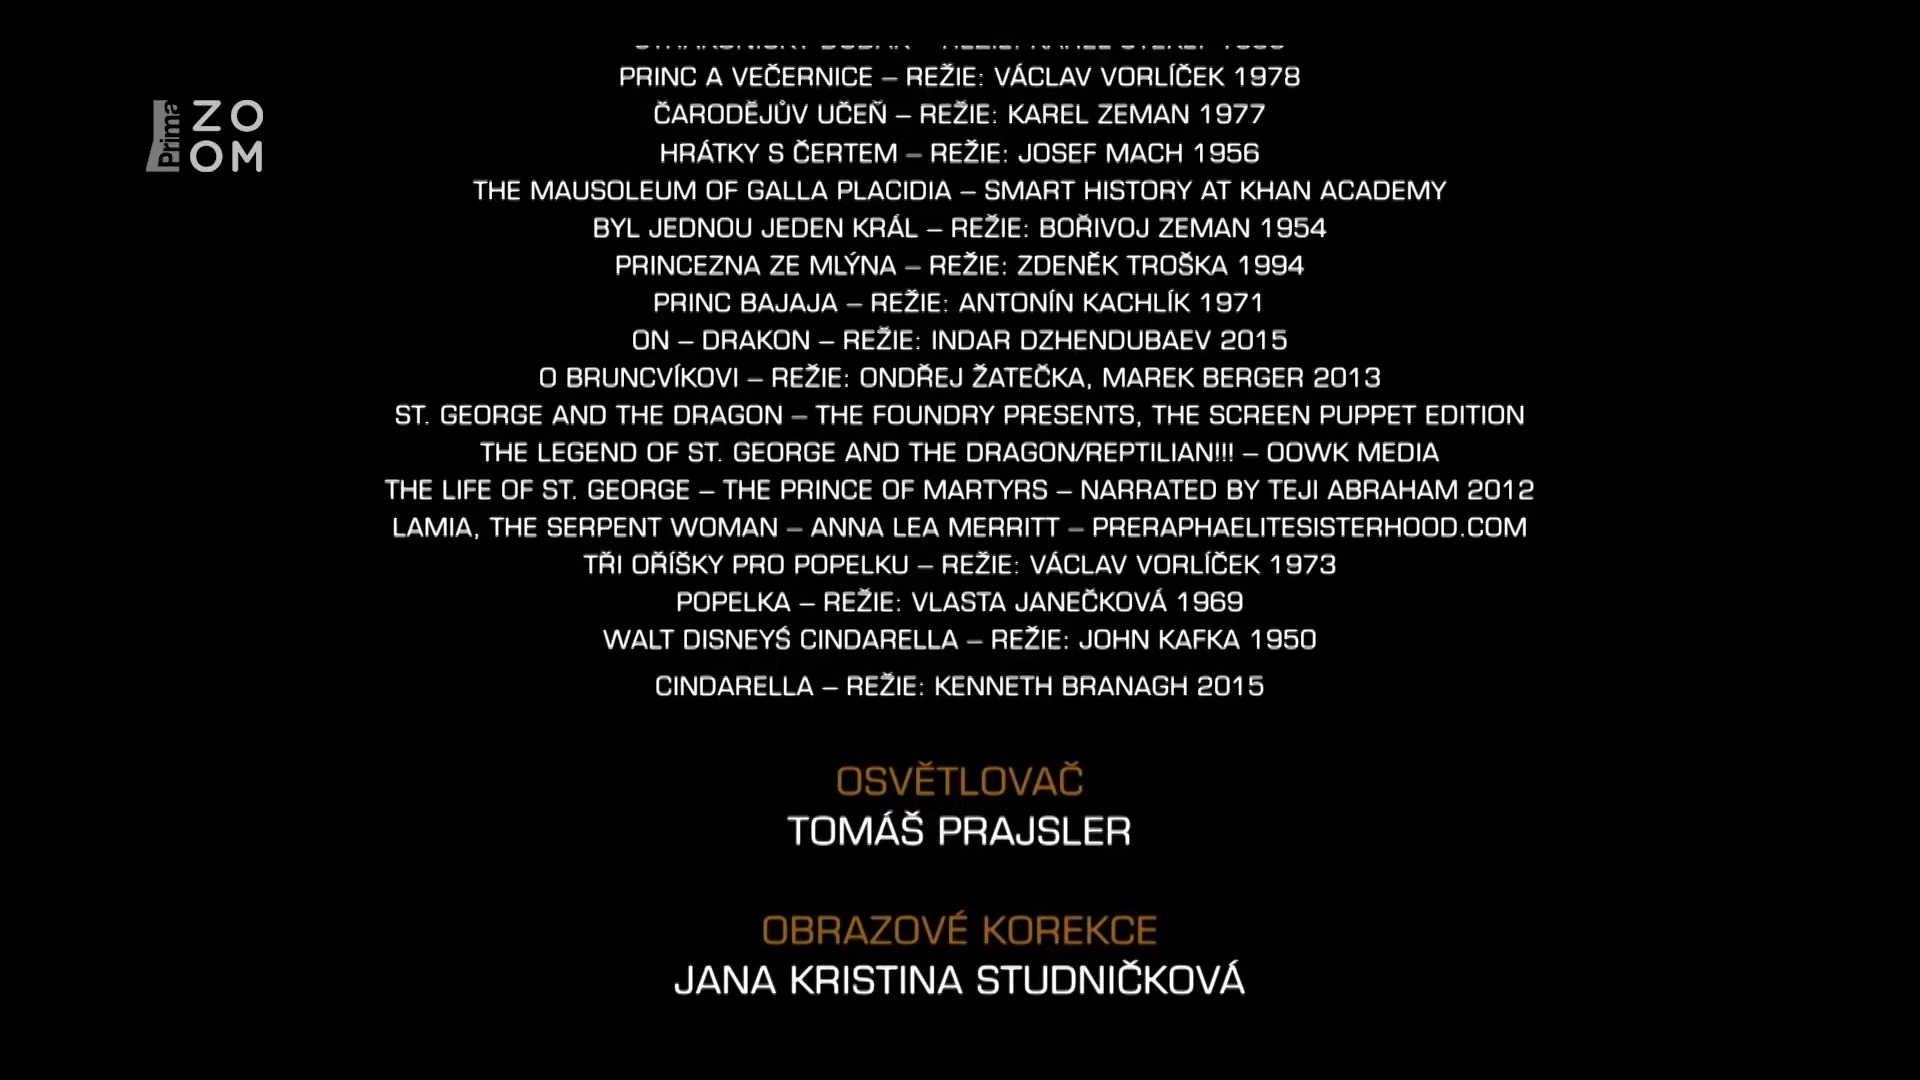 PRINC A VEČERNICE – REŽIE: VÁCLAV VORLÍČEK 1978
ČARODĚJŮV UČEŇ – REŽIE: KAREL ZEMAN 1977
Prima ZOOM
HRÁTKY S ČERTEM – REŽIE: JOSEF MACH 1956
THE MAUSOLEUM OF GALLA PLACIDIA – SMART HISTORY AT KHAN ACADEMY
BYL JEDNOU JEDEN KRÁL – REŽIE: BOŘIVOJ ZEMAN 1954
PRINCEZNA ZE MLÝNA – REŽIE: ZDENĚK TROŠKA 1994
PRINC BAJAJA – REŽIE: ANTONÍN KACHLÍK 1971
ON – DRAKON – REŽIE: INDAR DZHENDUBAEV 2015
O BRUNCVÍKOVI – REŽIE: ONDŘEJ ŽATEČKA, MAREK BERGER 2013
ST. GEORGE AND THE DRAGON – THE FOUNDRY PRESENTS, THE SCREEN PUPPET EDITION
THE LEGEND OF ST. GEORGE AND THE DRAGON/REPTILIAN!!! – OOWK MEDIA
THE LIFE OF ST. GEORGE – THE PRINCE OF MARTYRS – NARRATED BY TEJI ABRAHAM 2012
LAMIA, THE SERPENT WOMAN – ANNA LEA MERRITT – PRERAPHAELITESISTERHOOD.COM
TŘI OŘÍŠKY PRO POPELKU – REŽIE: VÁCLAV VORLÍČEK 1973
POPELKA – REŽIE: VLASTA JANEČKOVÁ 1969
WALT DISNEYŚ CINDARELLA – REŽIE: JOHN KAFKA 1950
CINDARELLA – REŽIE: KENNETH BRANAGH 2015
OSVĚTLOVAČ
TOMÁŠ PRAJSLER
OBRAZOVÉ KOREKCE
JANA KRISTINA STUDNIČKOVÁ